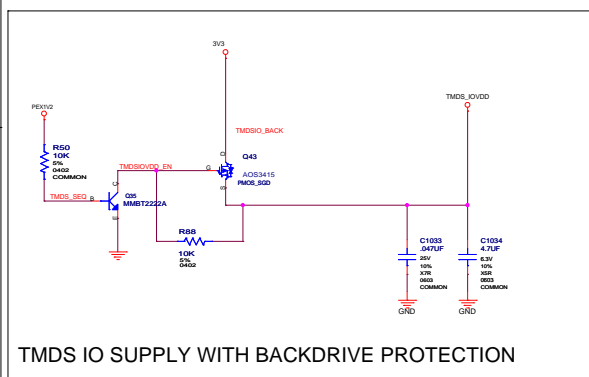 3V3
TMDS_IOVDD
PEX1V2
TMDSIO_BACK
D
R50
10K
5%
0402
COMMON
TMDSIOVDD_EN
G
Q43
AOS3415
PMOS_SGD
S
TMDS_SEQ
B
C
E
Q35
MMBT2222A
R88
10K
5%
0402
C1033
.047UF
25V
10%
X7R
0603
COMMON
C1034
4.7UF
6.3V
10%
X5R
0603
COMMON
GND
GND
TMDS IO SUPPLY WITH BACKDRIVE PROTECTION